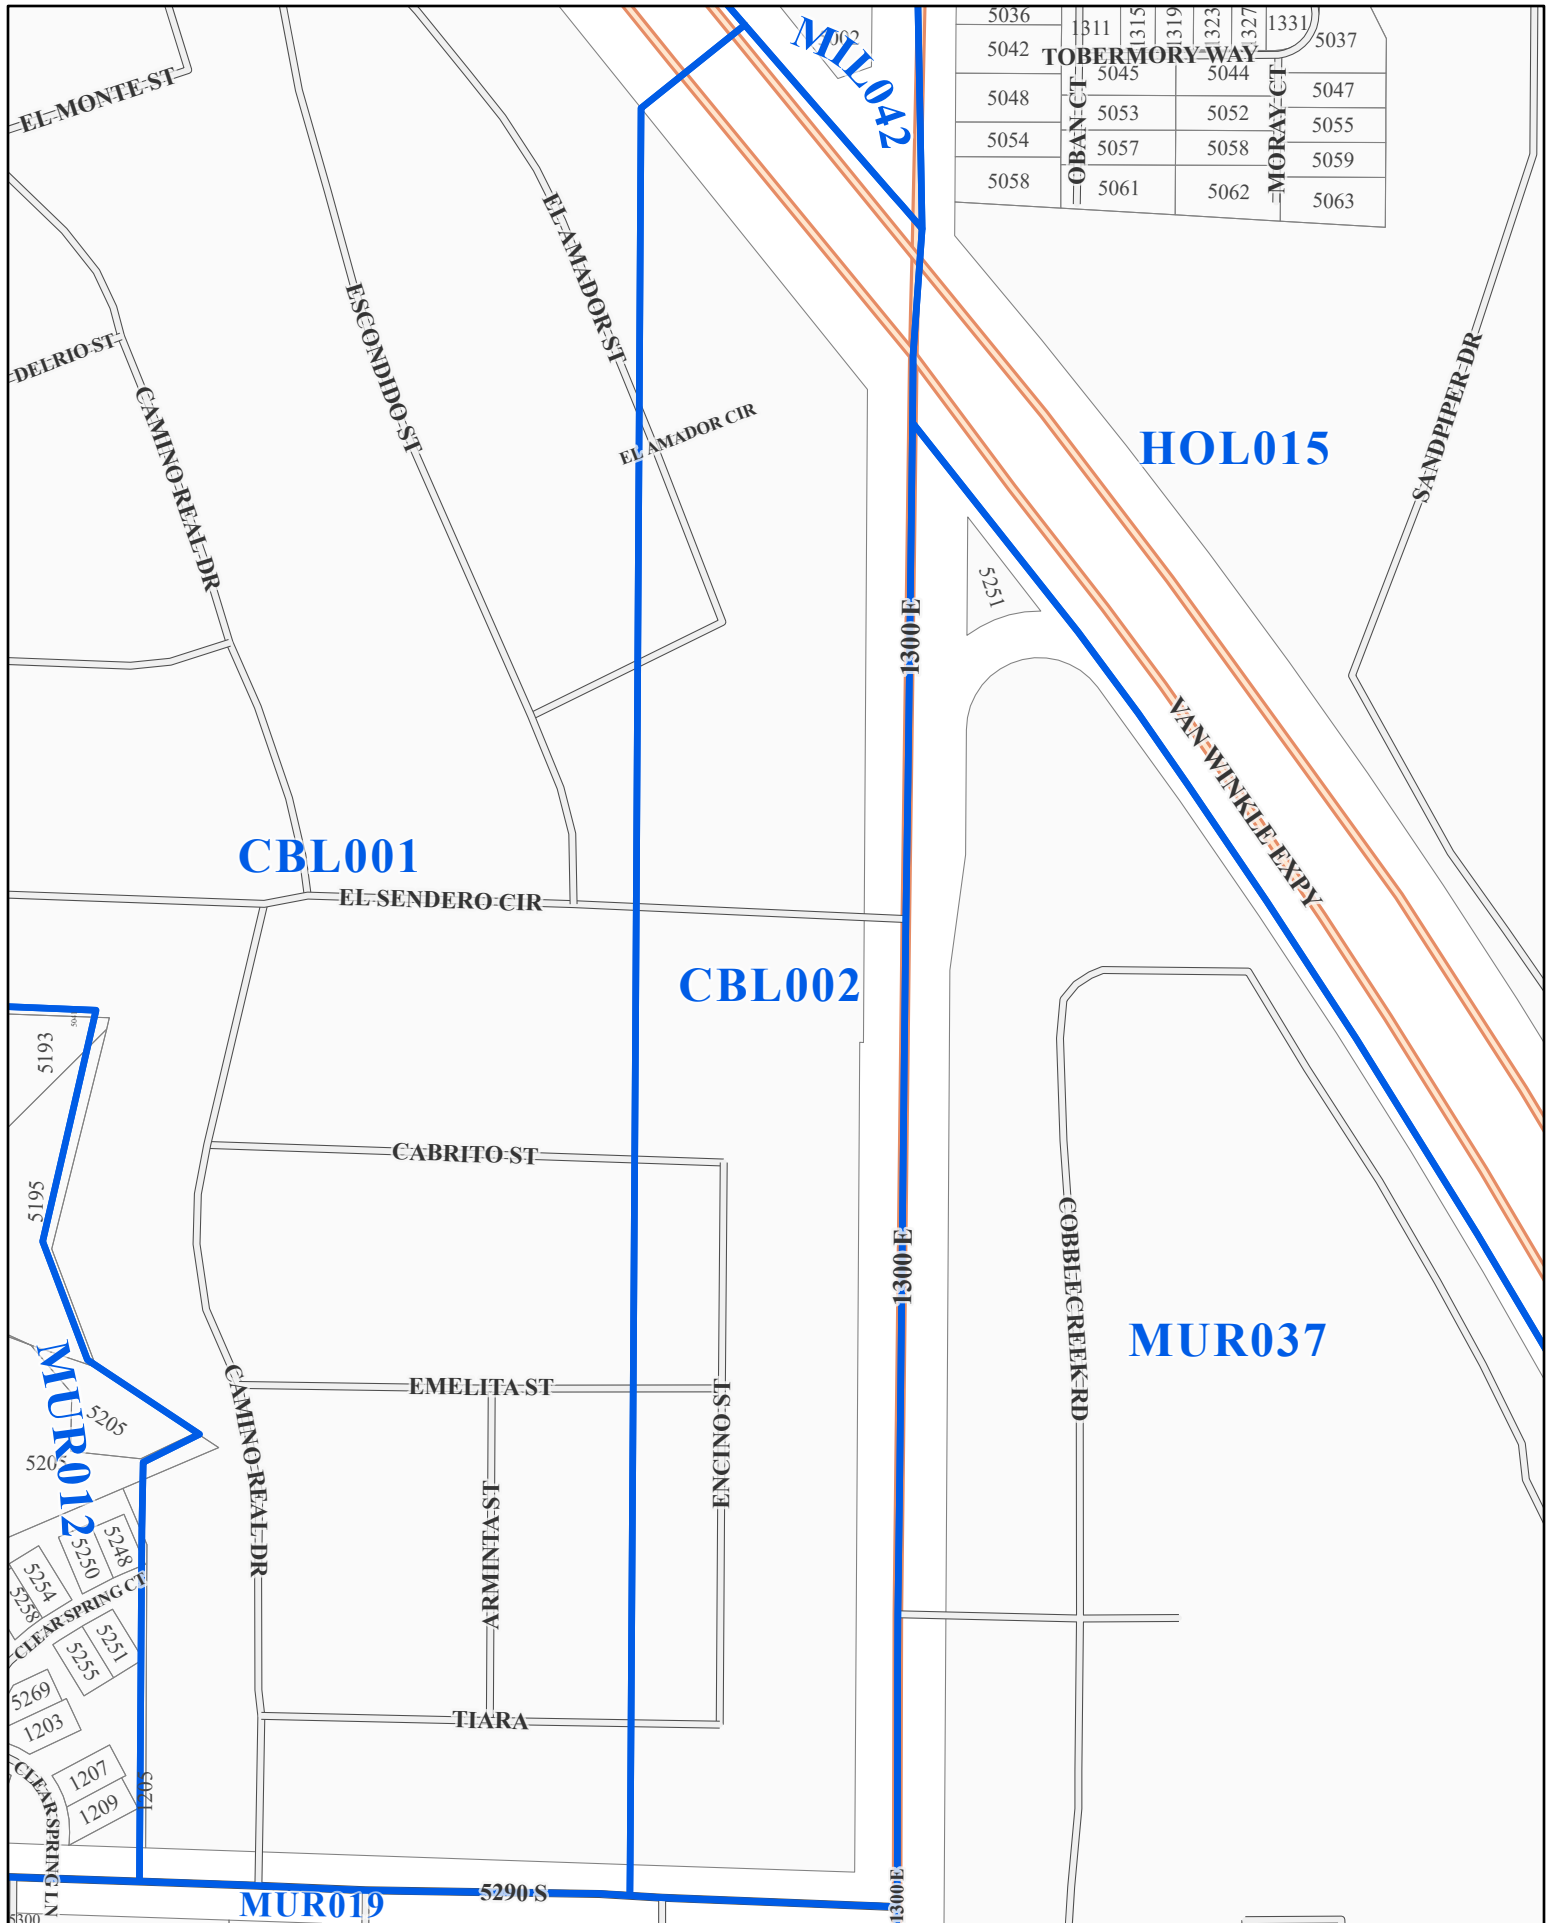 5036
1311
1315
1319
1323
1327
1331
5037
MIL042
5042
TOBERMORY WAY
5045
5044
EL MONTE ST
5048
OBAN CT
MORAY CT
5047
5053
5052
5055
5054
5057
5058
5059
5058
5061
5062
5063
EL AMADOR ST
ESCONDIDO ST
DELRIO ST
CAMINO REAL DR
EL AMADOR CIR
HOL015
SANDPIPER DR
5251
1300 E
VAN WINKLE EXPY
CBL001
EL SENDERO CIR
CBL002
5193
CABRITO ST
5195
1300 E
COBBLECREEK RD
MUR037
MUR012
5205
5205
CAMINO REAL DR
EMELITA ST
ENCINO ST
ARMINTA ST
5248
5250
5254
5258
CLEAR SPRING CT
5251
5255
5269
1203
TIARA
1207
1209
1205
CLEAR SPRING LN
5290 S
MUR019
1300 E
5300